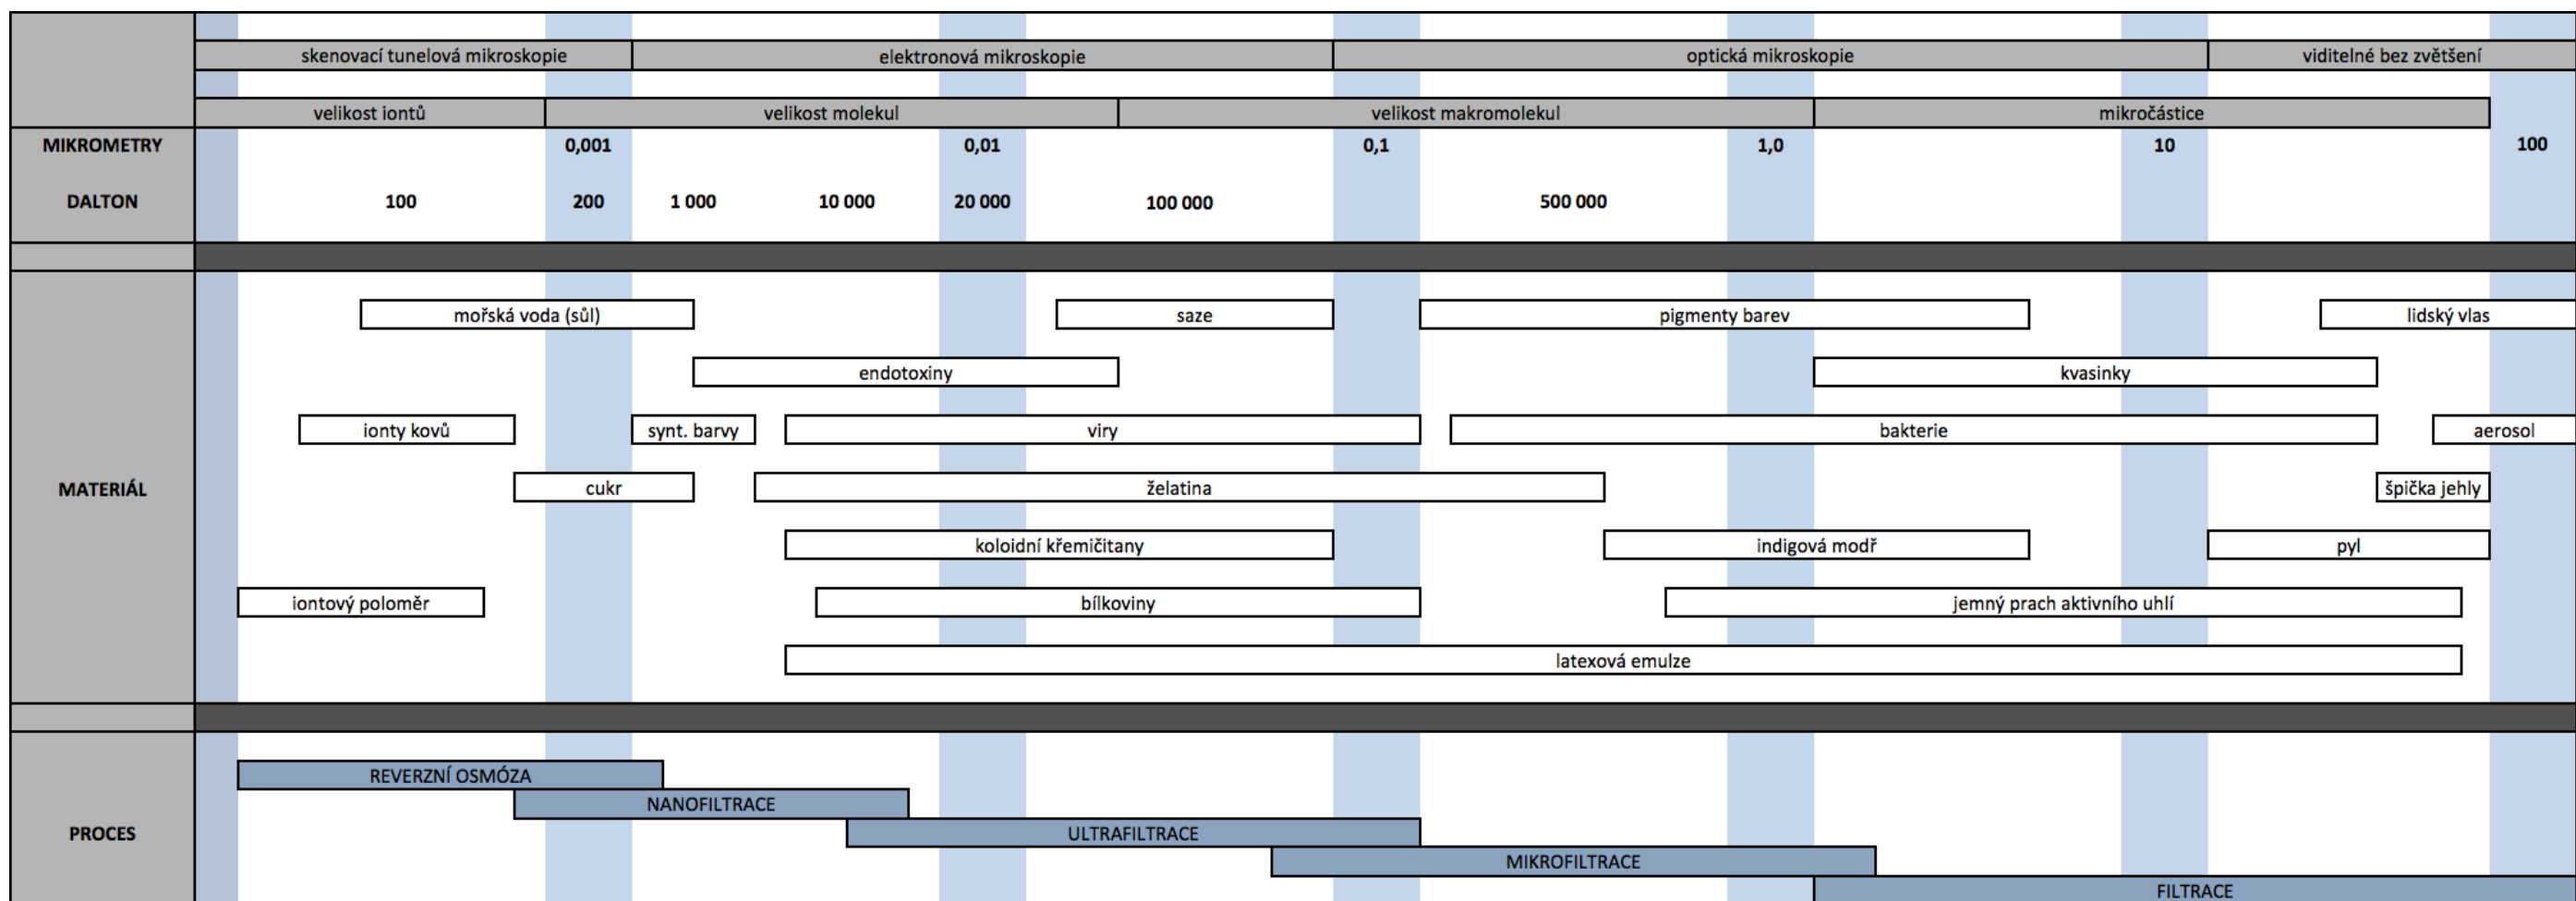 skenovací tunelová mikroskopie elektronová mikroskopie optická mikroskopie viditelné bez zvětšení
velikost iontů velikost molekul velikost makromolekul mikročástice
MIKROMETRY 0,001 0,01 0,1 1,0 10 100
DALTON 100 200 1 000 10 000 20 000 100 000 500 000
mořská voda (sůl) saze pigmenty barev lidský vlas
endotoxiny kvasinky
ionty kovů synt. barvy viry bakterie aerosol
MATERIÁL cukr želatina špička jehly
koloidní křemičitany indigová modř pyl
iontový poloměr bílkoviny jemný prach aktivního uhlí
latexová emulze
REVERZNÍ OSMÓZA
NANOFILTRACE
PROCES ULTRAFILTRACE
MIKROFILTRACE
FILTRACE